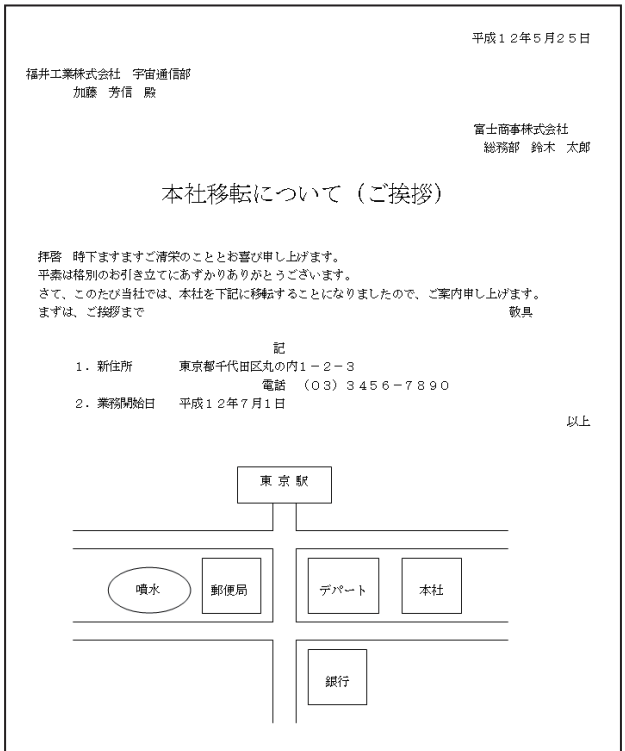 平成１２年５月２５日
福井工業株式会社　宇宙通信部
加藤　芳信　殿
富士商事株式会社
総務部　鈴木　太郎
本社移転について（ご挨拶）
拝啓　時下ますますご清栄のこととお喜び申し上げます。
平素は格別のお引き立てにあずかりありがとうございます。
さて、このたび当社では、本社を下記に移転することになりましたので、ご案内申し上げます。
まずは、ご挨拶まで　敬具
記
１．新住所　東京都千代田区丸の内１－２－３
電話　（０３）３４５６－７８９０
２．業務開始日　平成１２年７月１日
以上
東京駅
噴水　郵便局　デパート　本社
銀行